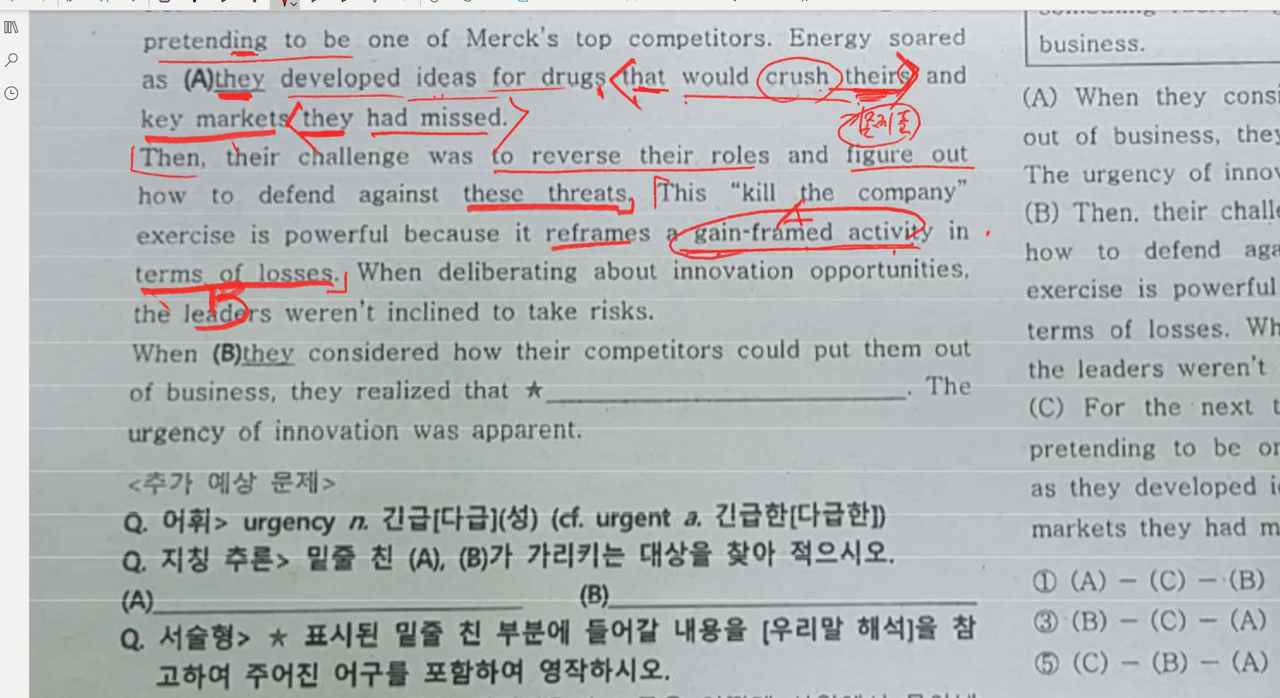 pretending to be one of Merck's top competitors. Energy soared
as (A)they developed ideas for drugs that would crush theirs and
key markets they had missed.
Then, their challenge was to reverse their roles and figure out
how to defend against these threats. This "kill the company"
exercise is powerful because it reframes a gain-framed activity in
terms of losses. When deliberating about innovation opportunities,
the leaders weren't inclined to take risks.
When (B)they considered how their competitors could put them out
of business, they realized that ★ . The
urgency of innovation was apparent.
<추가 예상 문제>
Q. 어휘> urgency n. 긴급[다급](성) (cf. urgent a. 긴급한[다급한])
Q. 지칭 추론> 밑줄 친 (A), (B)가 가리키는 대상을 찾아 적으시오.
(A) (B)
Q. 서술형> ★ 표시된 밑줄 친 부분에 들어갈 내용을 [우리말 해석]을 참
고하여 주어진 어구를 포함하여 영작하시오.
A
B
business.
(A) When they consi
out of business, they
The urgency of innov
(B) Then, their chall
how to defend aga
exercise is powerful
terms of losses. Wh
the leaders weren't
(C) For the next t
pretending to be on
as they developed i
markets they had m
① (A) - (C) - (B)
③ (B) - (C) - (A)
⑤ (C) - (B) - (A)